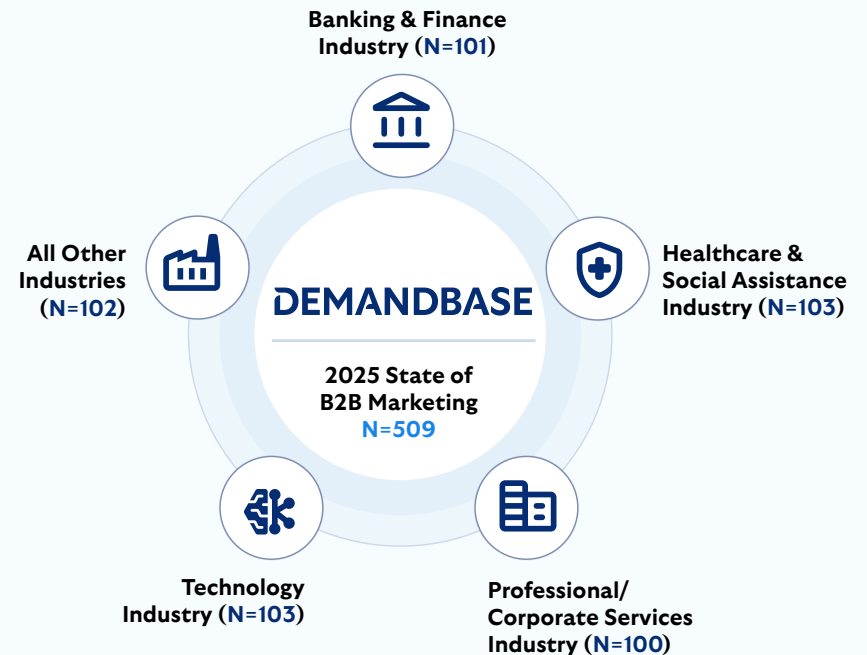 Banking & Finance
Industry (N=101)
All Other
Industries
(N=102)
Healthcare &
Social Assistance
Industry (N=103)
DEMANDBASE
2025 State of
B2B Marketing
N=509
Technology
Industry (N=103)
Professional/
Corporate Services
Industry (N=100)